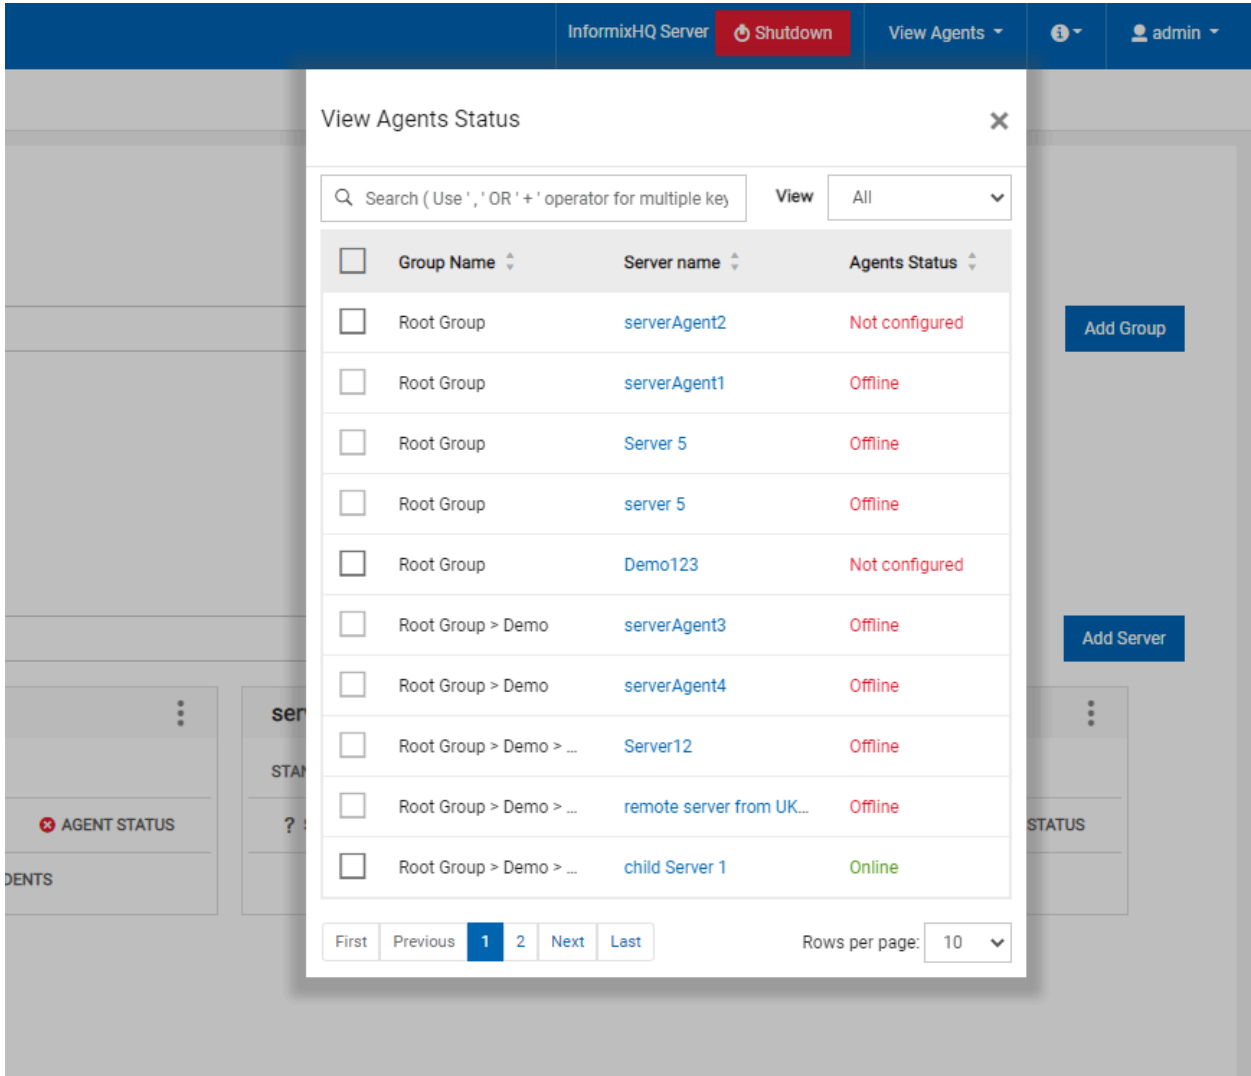 InformixHQ Server Shutdown View Agents admin
View Agents Status
Search ( Use ' , ' OR ' + ' operator for multiple key View All
Group Name Server name Agents Status
Root Group serverAgent2 Not configured
Add Group
Root Group serverAgent1 Offline
Root Group Server 5 Offline
Root Group server 5 Offline
Root Group Demo123 Not configured
Root Group > Demo serverAgent3 Offline
Add Server
Root Group > Demo serverAgent4 Offline
ser
Root Group > Demo > ... Server12 Offline
STAN
Root Group > Demo > ... remote server from UK... Offline
AGENT STATUS ? STATUS
Root Group > Demo > ... child Server 1 Online
DENTS
First Previous 1 2 Next Last Rows per page: 10